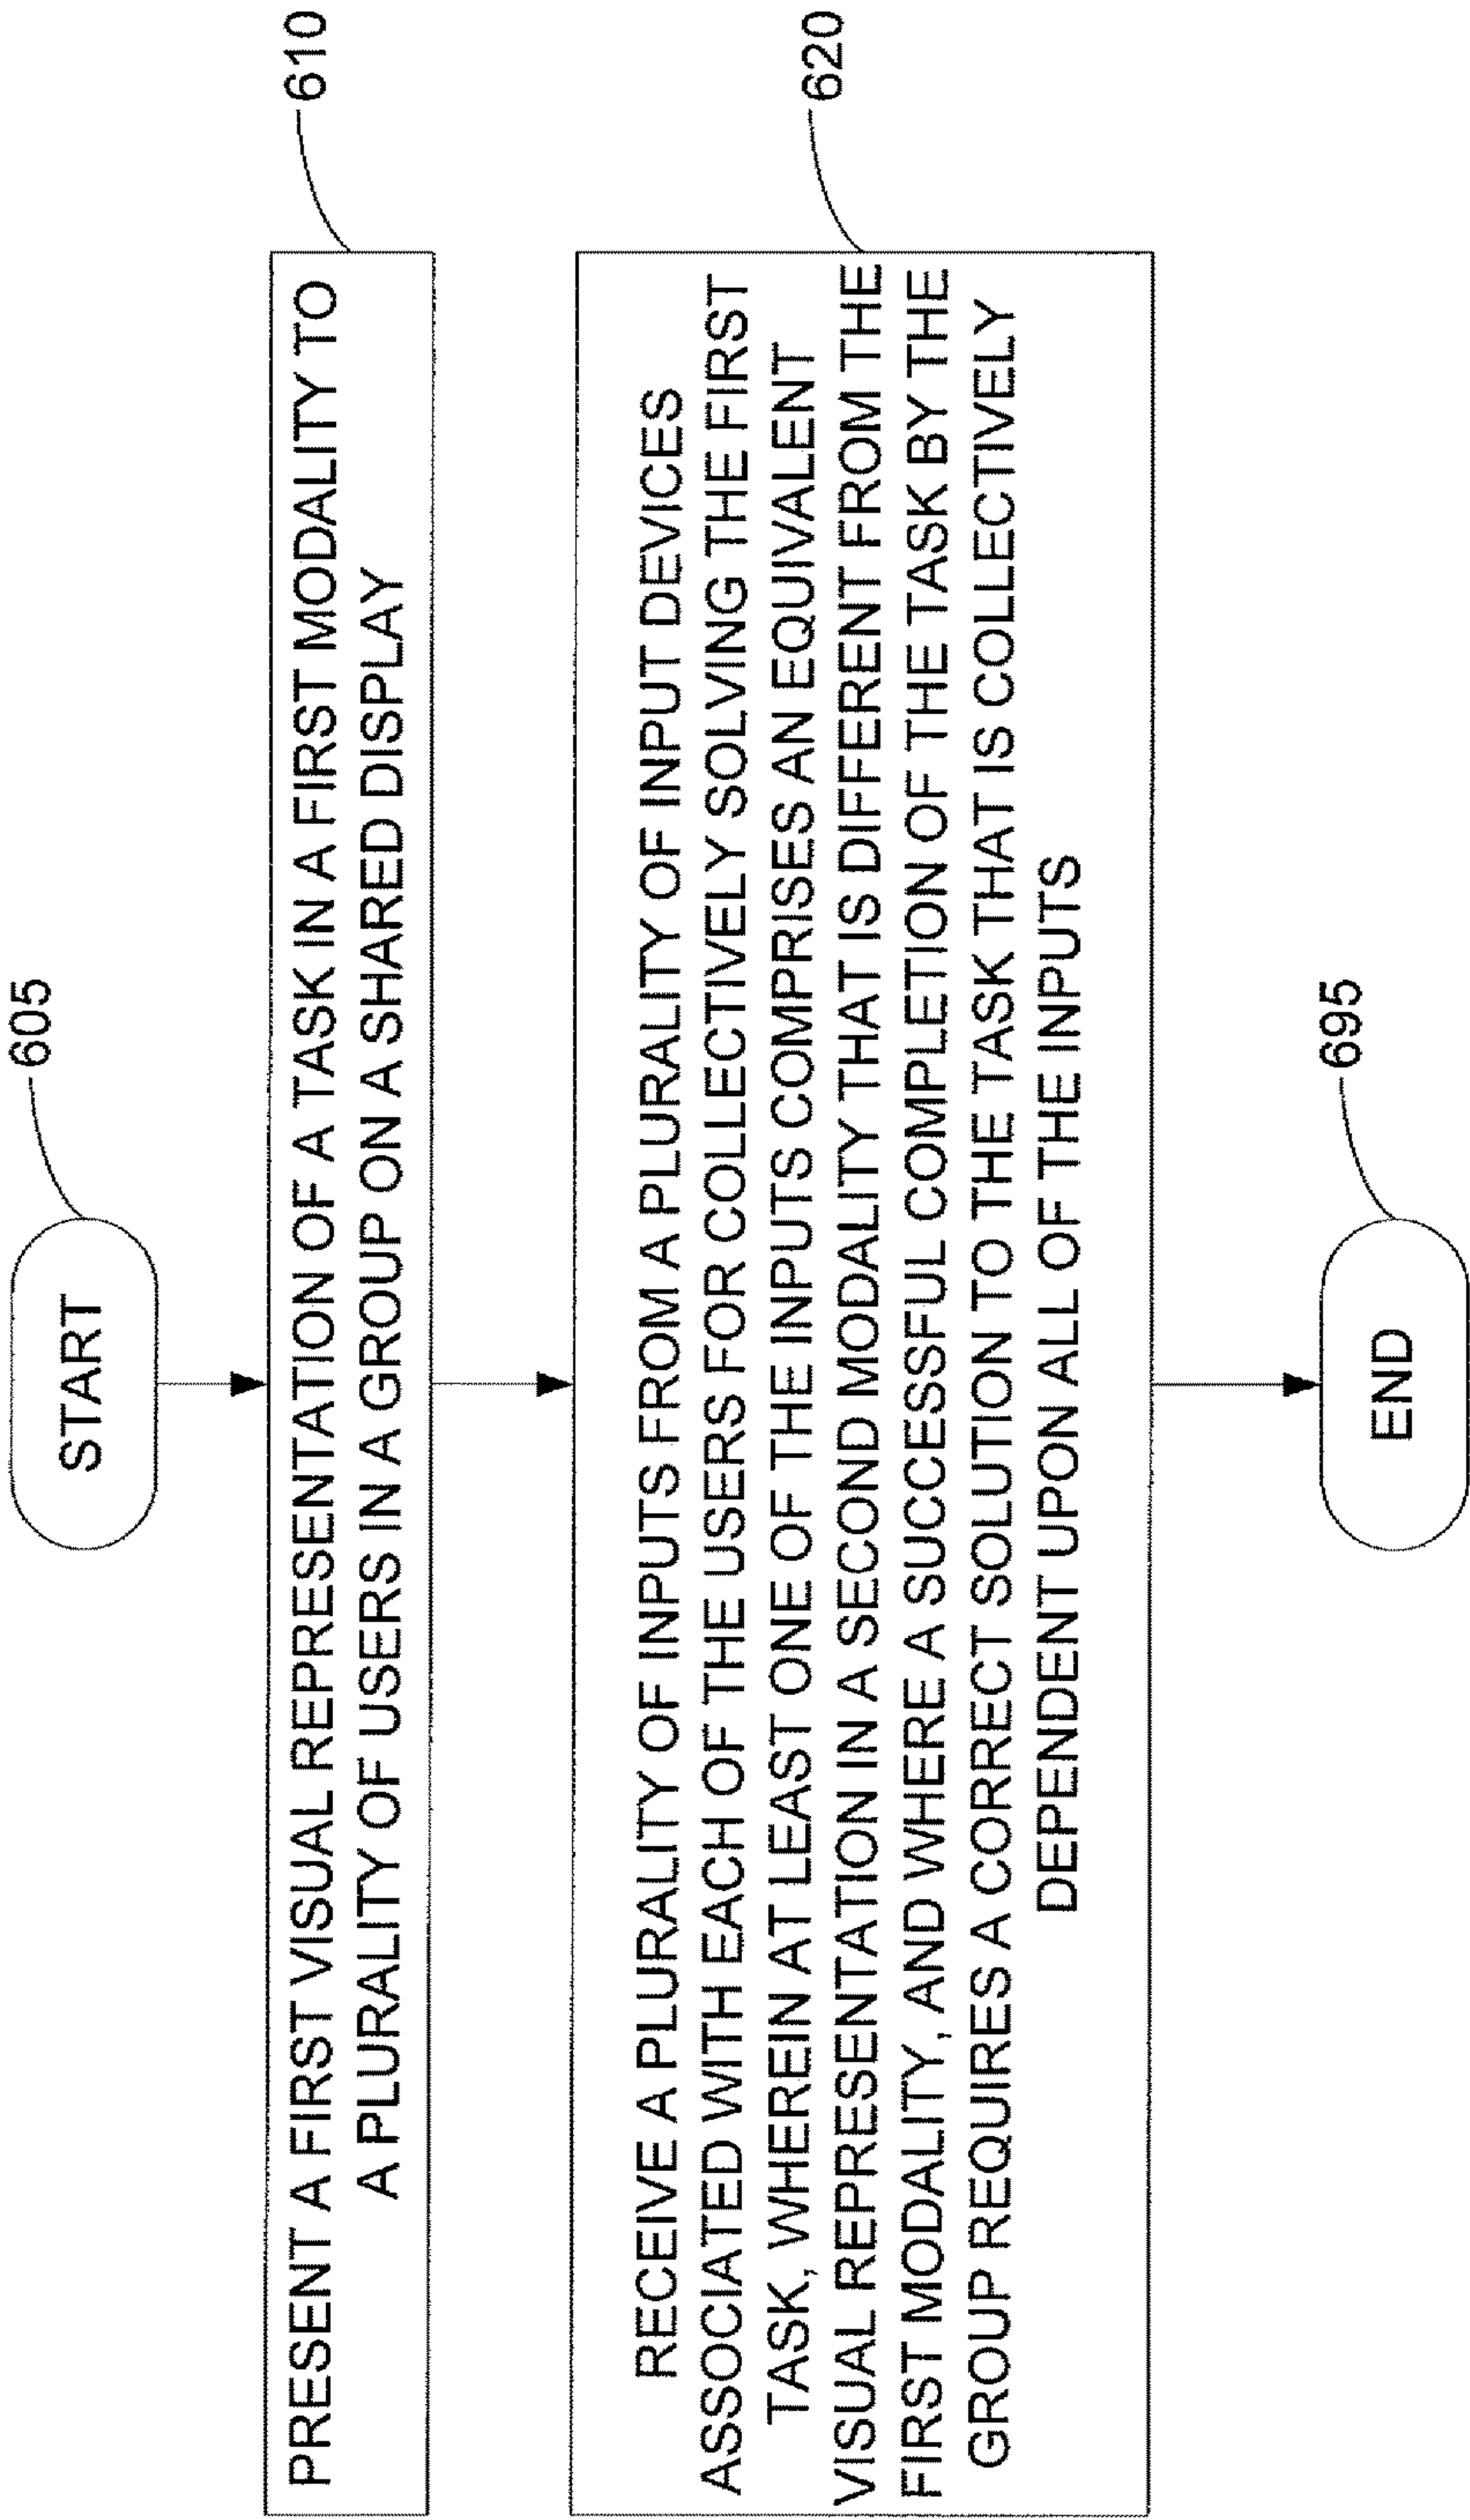 605
START
610
PRESENT A FIRST VISUAL REPRESENTATION OF A TASK IN A FIRST MODALITY TO
A PLURALITY OF USERS IN A GROUP ON A SHARED DISPLAY
620
RECEIVE A PLURALITY OF INPUTS FROM A PLURALITY OF INPUT DEVICES
ASSOCIATED WITH EACH OF THE USERS FOR COLLECTIVELY SOLVING THE FIRST
TASK, WHEREIN AT LEAST ONE OF THE INPUTS COMPRISES AN EQUIVALENT
VISUAL REPRESENTATION IN A SECOND MODALITY THAT IS DIFFERENT FROM THE
FIRST MODALITY, AND WHERE A SUCCESSFUL COMPLETION OF THE TASK BY THE
GROUP REQUIRES A CORRECT SOLUTION TO THE TASK THAT IS COLLECTIVELY
DEPENDENT UPON ALL OF THE INPUTS
695
END